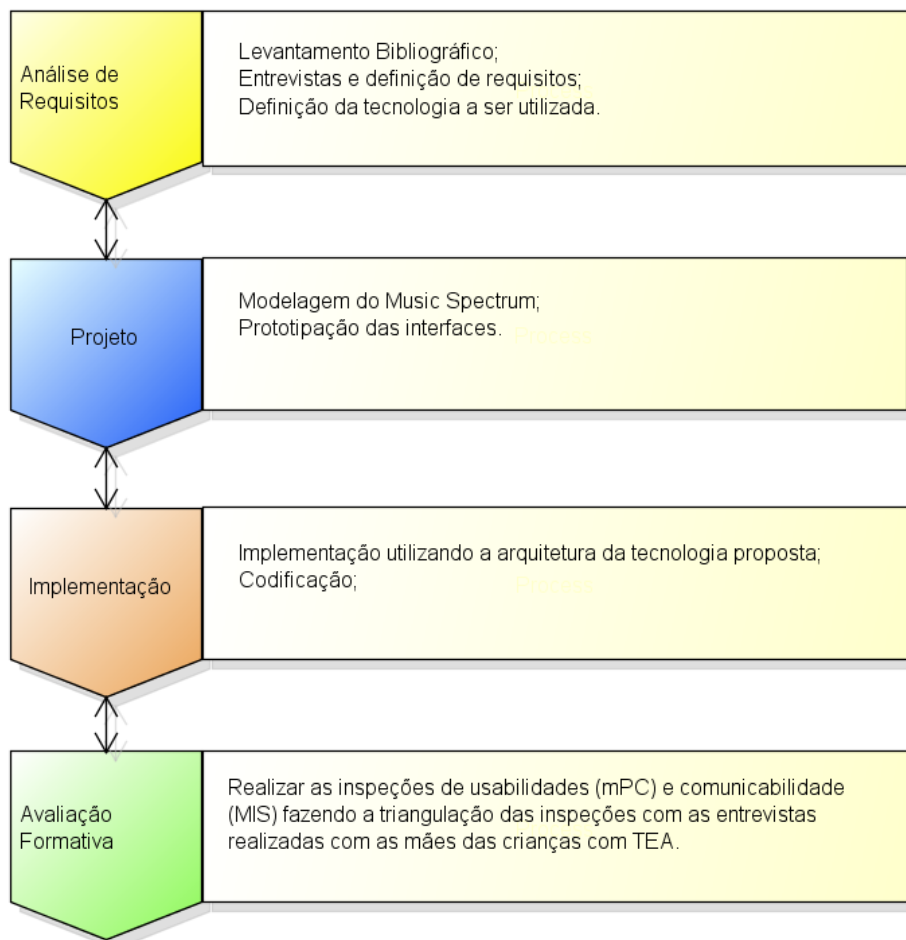 Análise de
Requisitos
Levantamento Bibliográfico;
Entrevistas e definição de requisitos;
Definição da tecnologia a ser utilizada.
Projeto
Modelagem do Music Spectrum;
Prototipação das interfaces.
Process
Implementação
Implementação utilizando a arquitetura da tecnologia proposta;
Codificação;
Process
Avaliação
Formativa
Realizar as inspeções de usabilidades (mPC) e comunicabilidade
(MIS) fazendo a triangulação das inspeções com as entrevistas
realizadas com as mães das crianças com TEA.